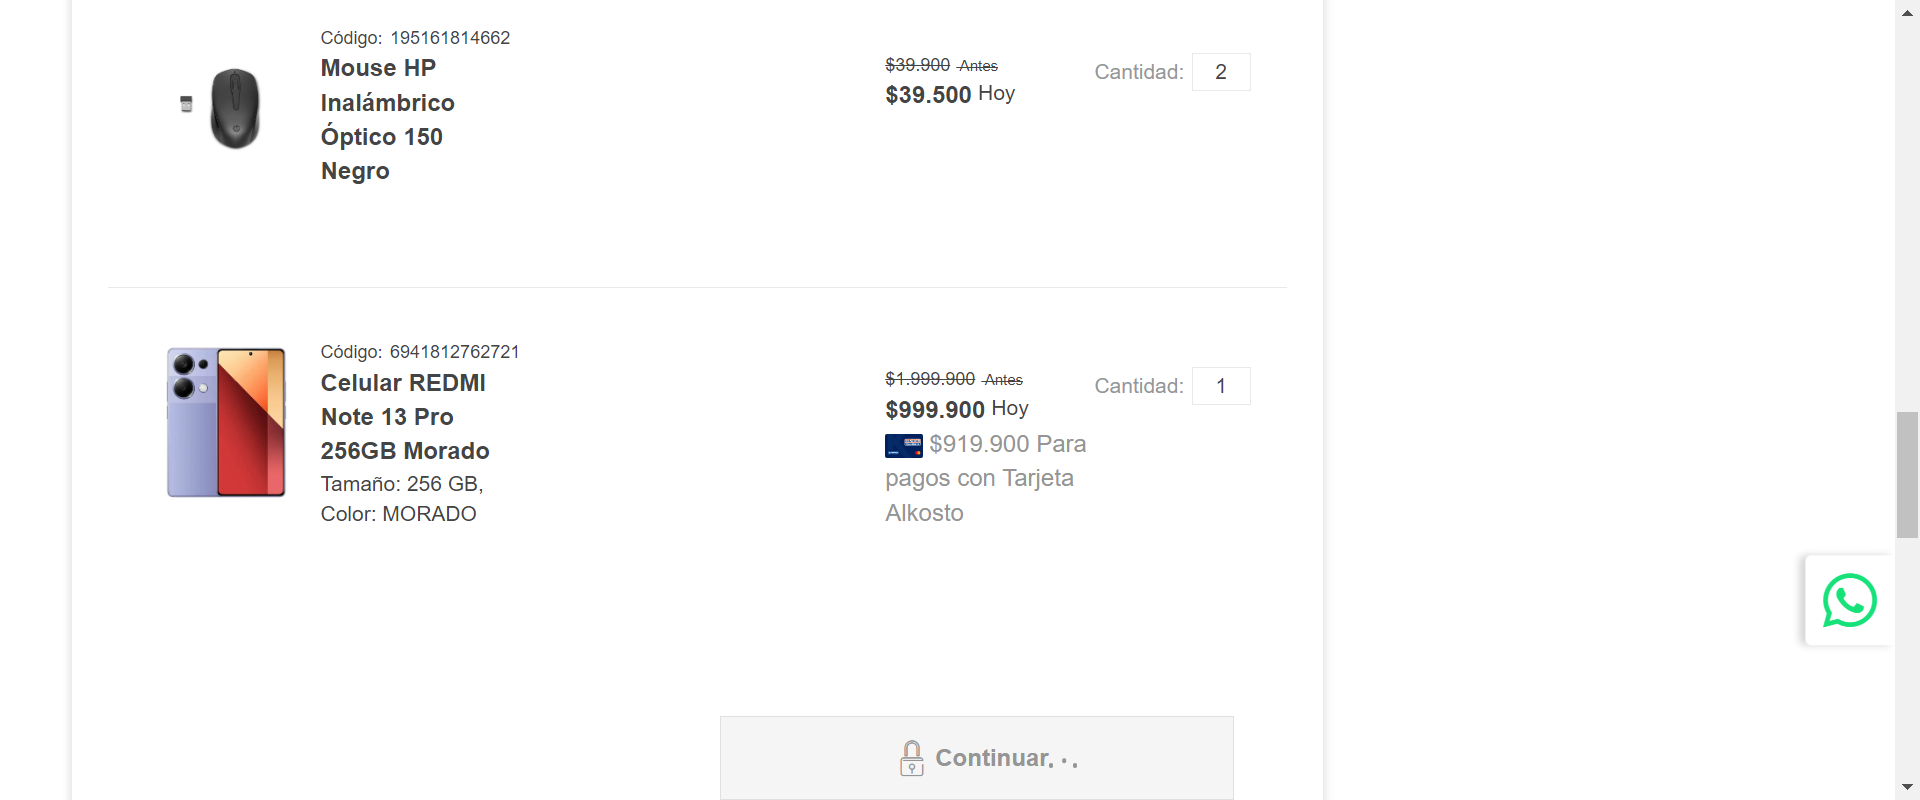 Código: 195161814662
Mouse HP
Inalámbrico
Óptico 150
Negro
$39.900 Antes
$39.500 Hoy
Cantidad: 2
Código: 6941812762721
Celular REDMI
Note 13 Pro
256GB Morado
Tamaño: 256 GB,
Color: MORADO
$1.999.900 Antes
$999.900 Hoy
$919.900 Para
pagos con Tarjeta
Alkosto
Cantidad: 1
Continuar...